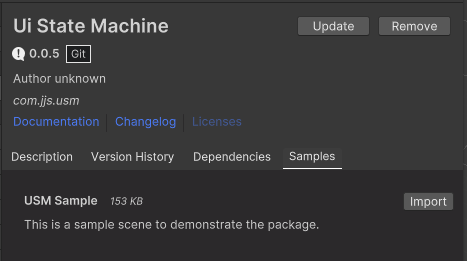 Ui State Machine
Update
Remove
0.0.5 Git
Author unknown
com.jjs.usm
Documentation Changelog Licenses
Description Version History Dependencies Samples
USM Sample 153 KB
Import
This is a sample scene to demonstrate the package.